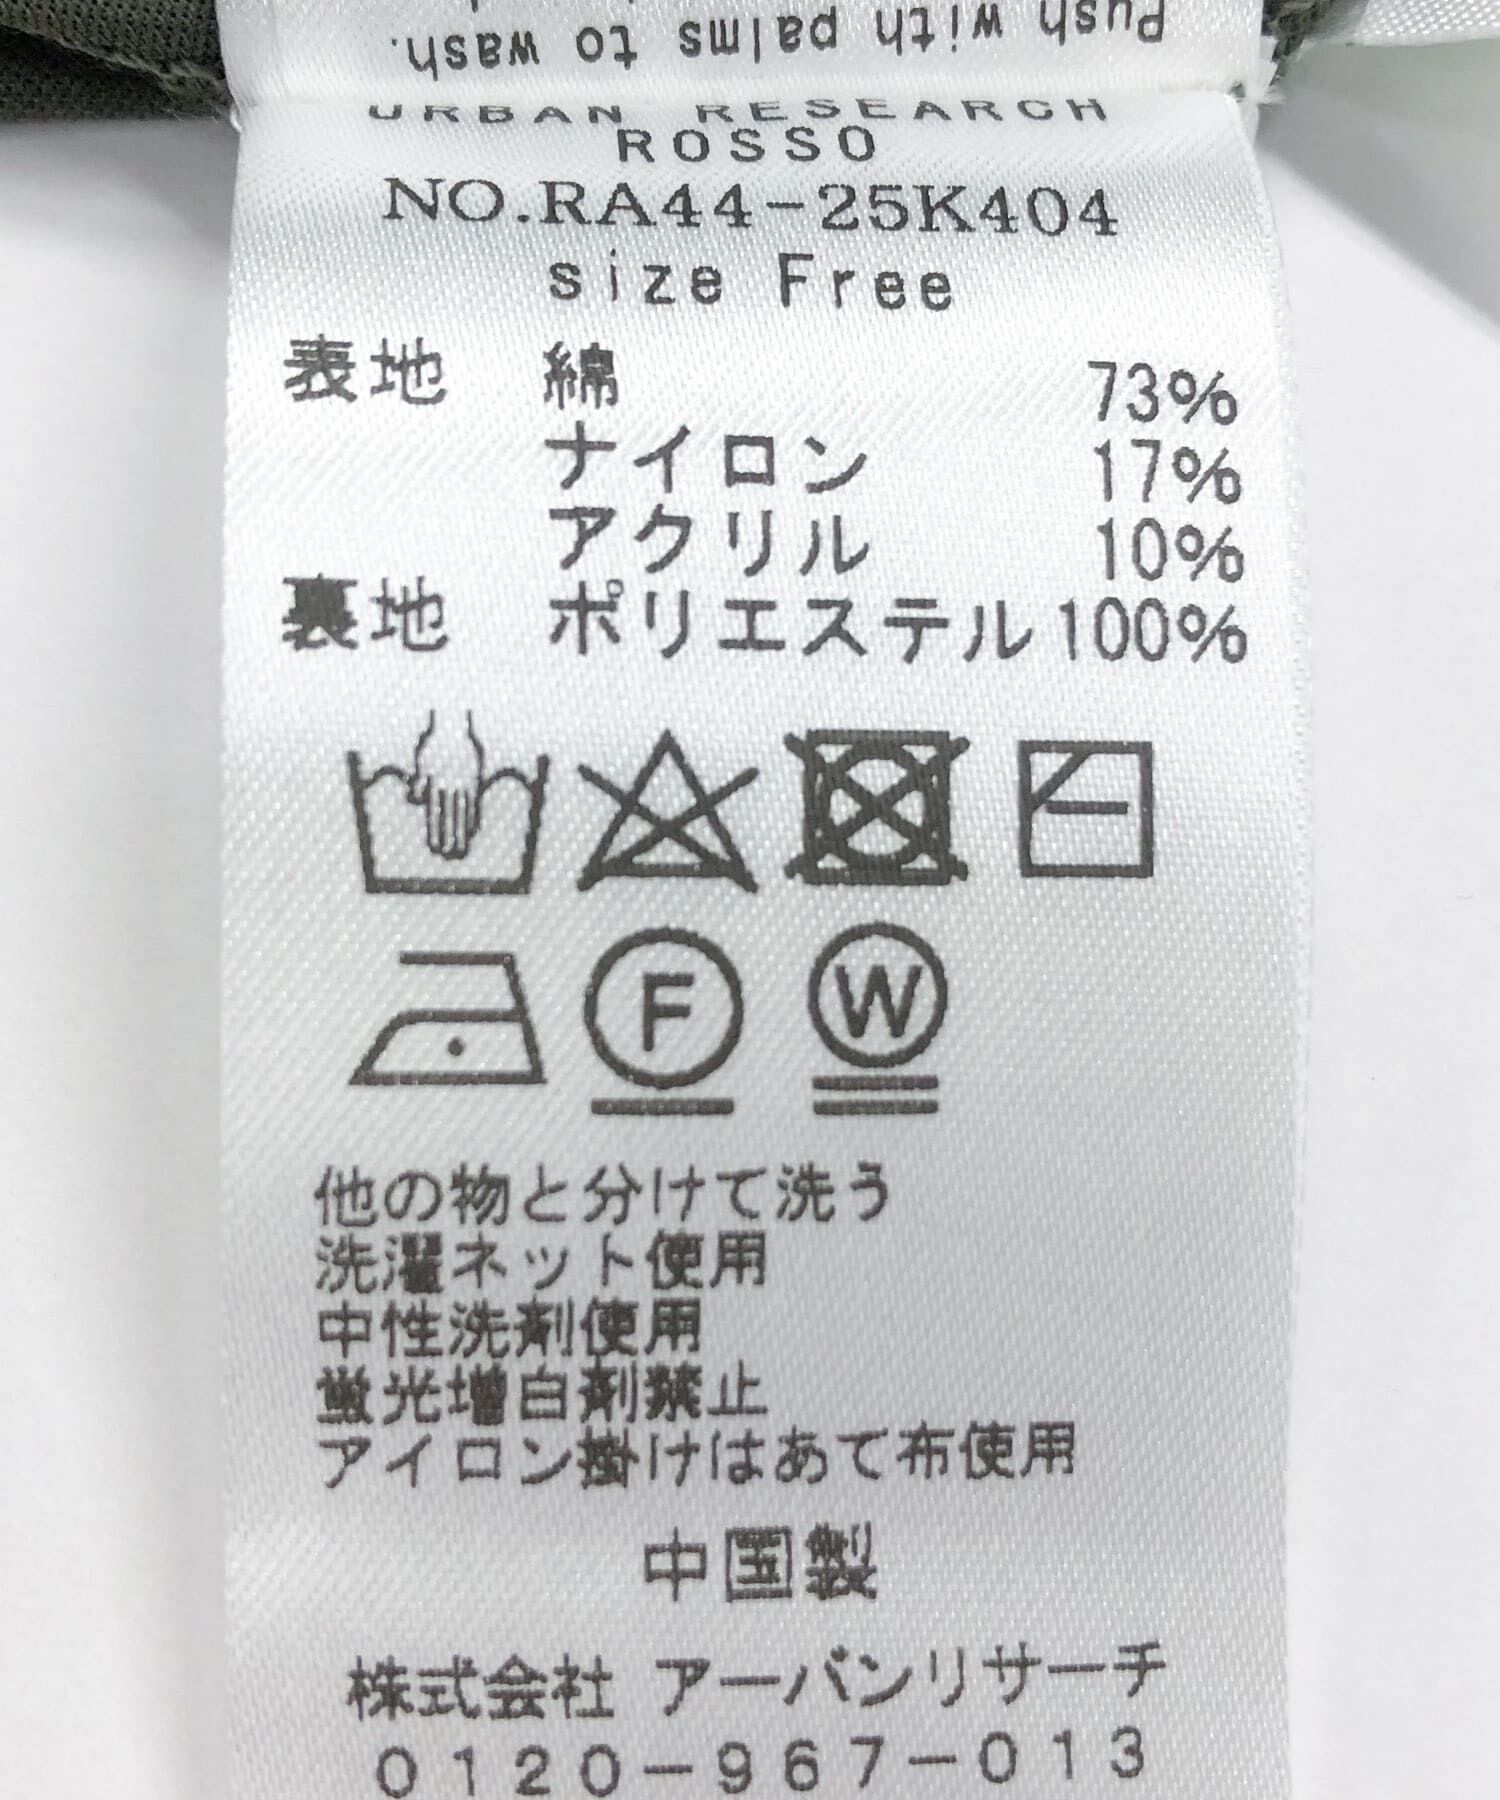 Push with palms to wash.
URBAN RESEARCH
ROSSO
NO.RA44-25K404
size Free
表地 綿 73%
ナイロン 17%
アクリル 10%
裏地 ポリエステル 100%
F W
他の物と分けて洗う
洗濯ネット使用
中性洗剤使用
蛍光増白剤禁止
アイロン掛けはあて布使用
中国製
株式会社 アーバンリサーチ
0120-967-013